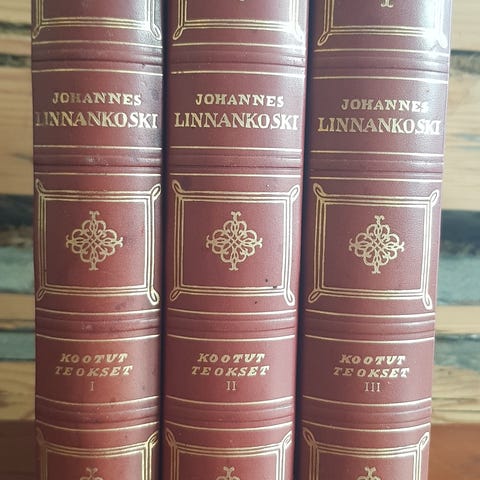 JOHANNES
LINNANKOSKI
KOOTUT
TEOKSET
I
JOHANNES
LINNANKOSKI
KOOTUT
TEOKSET
II
JOHANNES
LINNANKOSKI
KOOTUT
TEOKSET
III